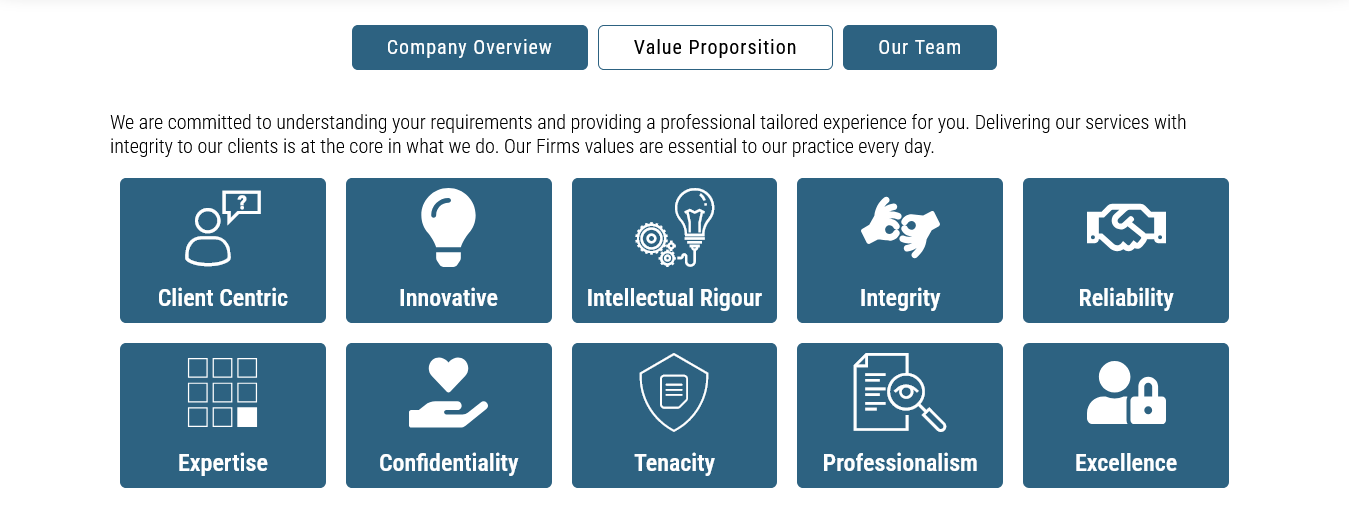 Company Overview
Value Proporsition
Our Team
We are committed to understanding your requirements and providing a professional tailored experience for you. Delivering our services with
integrity to our clients is at the core in what we do. Our Firms values are essential to our practice every day.
?
Client Centric
Innovative
Intellectual Rigour
Integrity
Reliability
Expertise
Confidentiality
Tenacity
Professionalism
Excellence